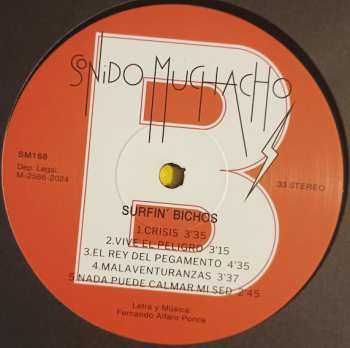 SONIDO MUCHACHO
B
SM168
Dep. Legal.
M-2566-2024
33 STEREO
SURFIN' BICHOS
1.CRISIS 3'35
2.VIVE EL PELIGRO 3'15
3.EL REY DEL PEGAMENTO 4'35
4.MALAVENTURANZAS 3'37
5.NADA PUEDE CALMAR MI SED 2'45
Letra y Música:
Fernando Alfaro Ponce